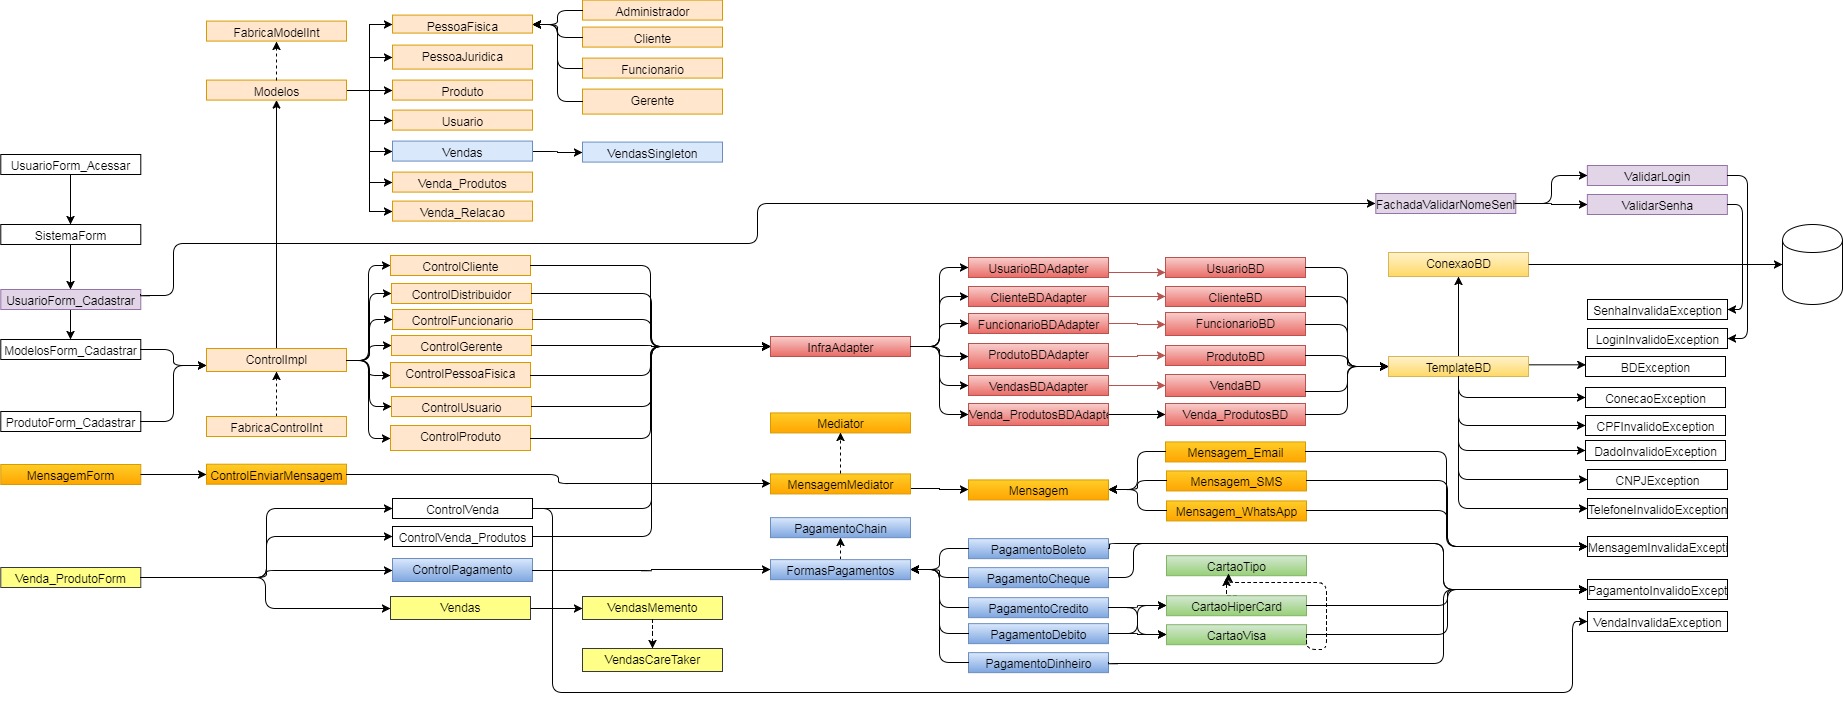 UsuarioForm_Acessar
SistemaForm
UsuarioForm_Cadastrar
ModelosForm_Cadastrar
ProdutoForm_Cadastrar
MensagemForm
Venda_ProdutoForm
FabricaModelInt
Modelos
ControlImpl
FabricaControlInt
ControlEnviarMensagem
PessoaFisica
PessoaJuridica
Produto
Usuario
Vendas
Venda_Produtos
Venda_Relacao
ControlCliente
ControlDistribuidor
ControlFuncionario
ControlGerente
ControlPessoaFisica
ControlUsuario
ControlProduto
ControlVenda
ControlVenda_Produtos
ControlPagamento
Vendas
Administrador
Cliente
Funcionario
Gerente
VendasSingleton
VendasMemento
VendasCareTaker
InfraAdapter
Mediator
MensagemMediator
PagamentoChain
FormasPagamentos
UsuarioBDAdapter
ClienteBDAdapter
FuncionarioBDAdapter
ProdutoBDAdapter
VendasBDAdapter
Venda_ProdutosBDAdapte
Mensagem
PagamentoBoleto
PagamentoCheque
PagamentoCredito
PagamentoDebito
PagamentoDinheiro
UsuarioBD
ClienteBD
FuncionarioBD
ProdutoBD
VendaBD
Venda_ProdutosBD
Mensagem_Email
Mensagem_SMS
Mensagem_WhatsApp
CartaoTipo
CartaoHiperCard
CartaoVisa
FachadaValidarNomeSenl
ConexaoBD
TemplateBD
ValidarLogin
ValidarSenha
SenhaInvalidaException
LoginInvalidoException
BDException
ConecaoException
CPFInvalidoException
DadoInvalidoException
CNPJException
TelefoneInvalidoException
MensagemInvalidaExcepti
PagamentoInvalidoExcept
VendaInvalidaException